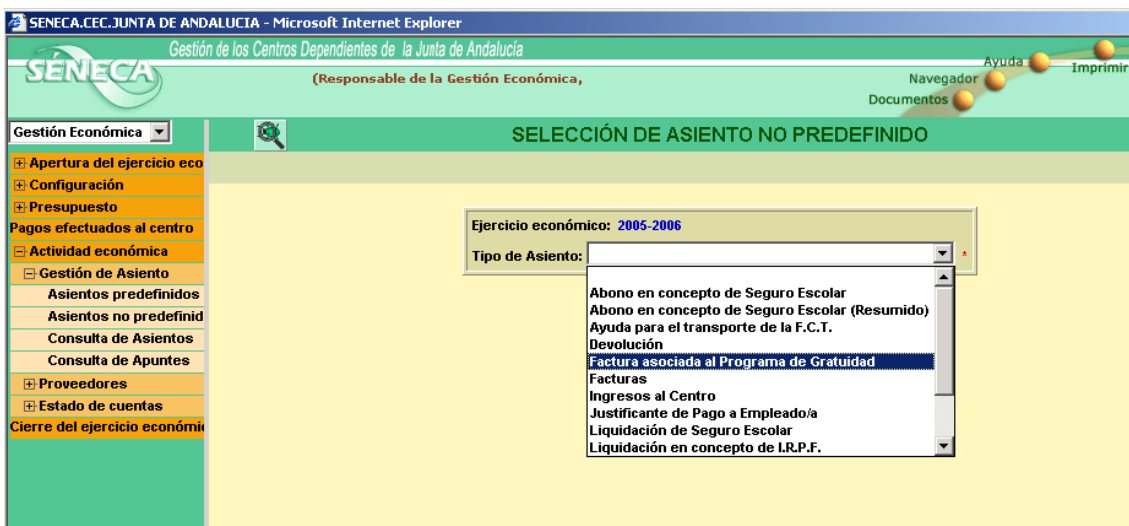 SENECA.CEC.JUNTA DE ANDALUCIA - Microsoft Internet Explorer
Gestión de los Centros Dependientes de la Junta de Andalucía
SÉNECA
(Responsable de la Gestión Económica,
Ayuda
Imprimir
Navegador
Documentos
Gestión Económica
SELECCIÓN DE ASIENTO NO PREDEFINIDO
Apertura del ejercicio eco
Configuración
Presupuesto
Pagos efectuados al centro
Actividad económica
Gestión de Asiento
Asientos predefinidos
Asientos no predefinid
Consulta de Asientos
Consulta de Apuntes
Proveedores
Estado de cuentas
Cierre del ejercicio económi
Ejercicio económico: 2005-2006
Tipo de Asiento: *
Abono en concepto de Seguro Escolar
Abono en concepto de Seguro Escolar (Resumido)
Ayuda para el transporte de la F.C.T.
Devolución
Factura asociada al Programa de Gratuidad
Facturas
Ingresos al Centro
Justificante de Pago a Empleado/a
Liquidación de Seguro Escolar
Liquidación en concepto de I.R.P.F.